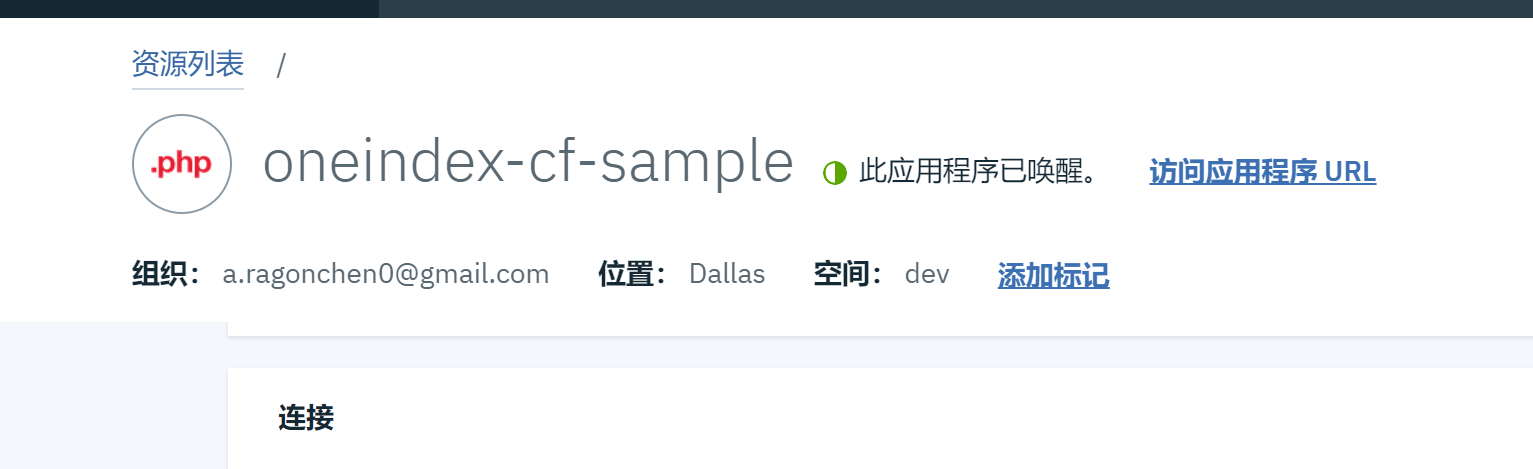 资源列表 /
.php oneindex-cf-sample 此应用程序已唤醒。 访问应用程序 URL
组织： a.ragonchen0@gmail.com 位置： Dallas 空间： dev 添加标记
连接